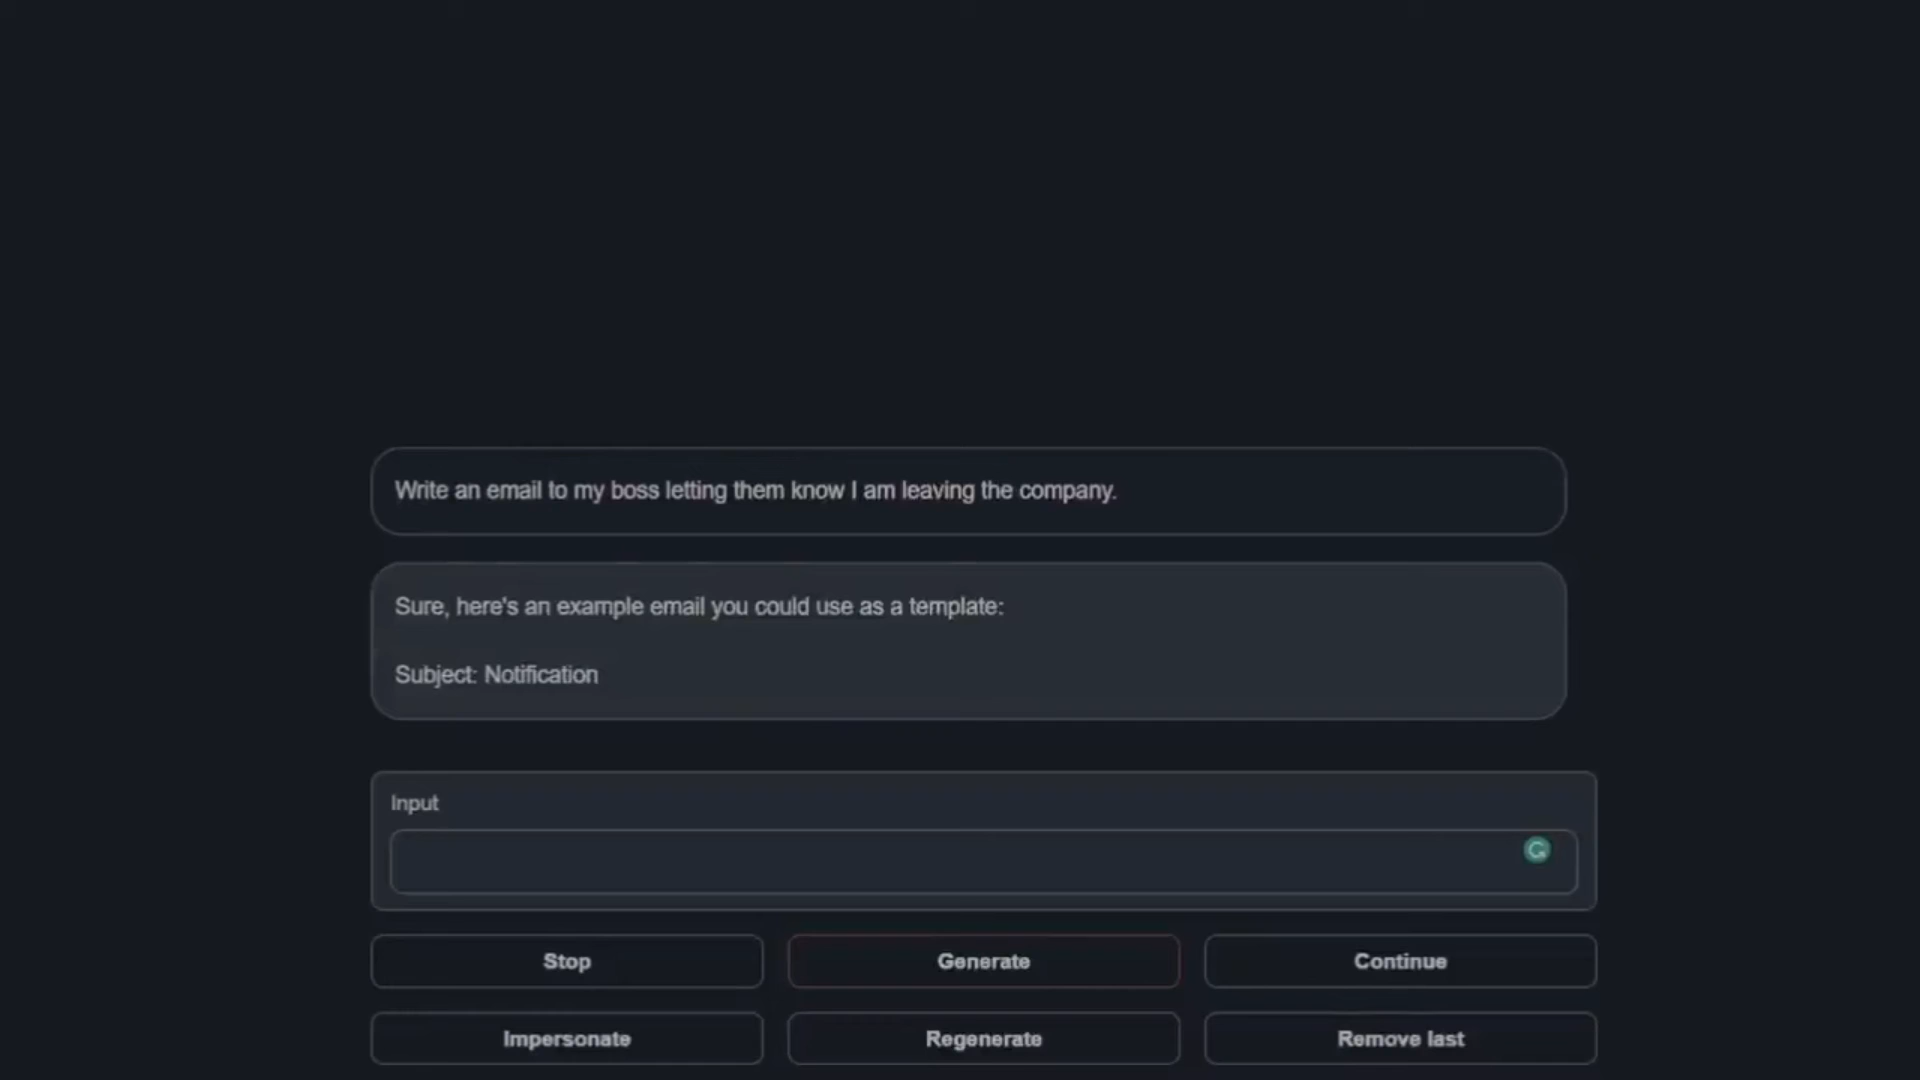 Write an email to my boss letting them know I am leaving the company.
Sure, here's an example email you could use as a template:
Subject: Notification
Input
Stop
Generate
Continue
Impersonate
Regenerate
Remove last